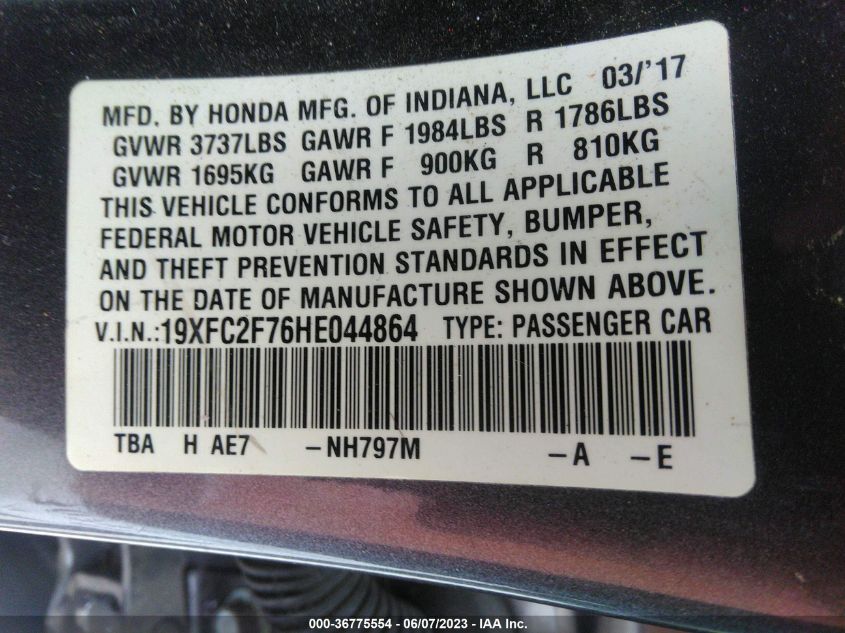 MFD. BY HONDA MFG. OF INDIANA, LLC 03/'17
GVWR 3737LBS GAWR F 1984LBS R 1786LBS
GVWR 1695KG GAWR F 900KG R 810KG
THIS VEHICLE CONFORMS TO ALL APPLICABLE
FEDERAL MOTOR VEHICLE SAFETY, BUMPER,
AND THEFT PREVENTION STANDARDS IN EFFECT
ON THE DATE OF MANUFACTURE SHOWN ABOVE.
V.I.N.:19XFC2F76HE044864 TYPE: PASSENGER CAR
TBA H AE7 -NH797M -A -E
000-36775554 | 06/07/2023 - IAA Inc.